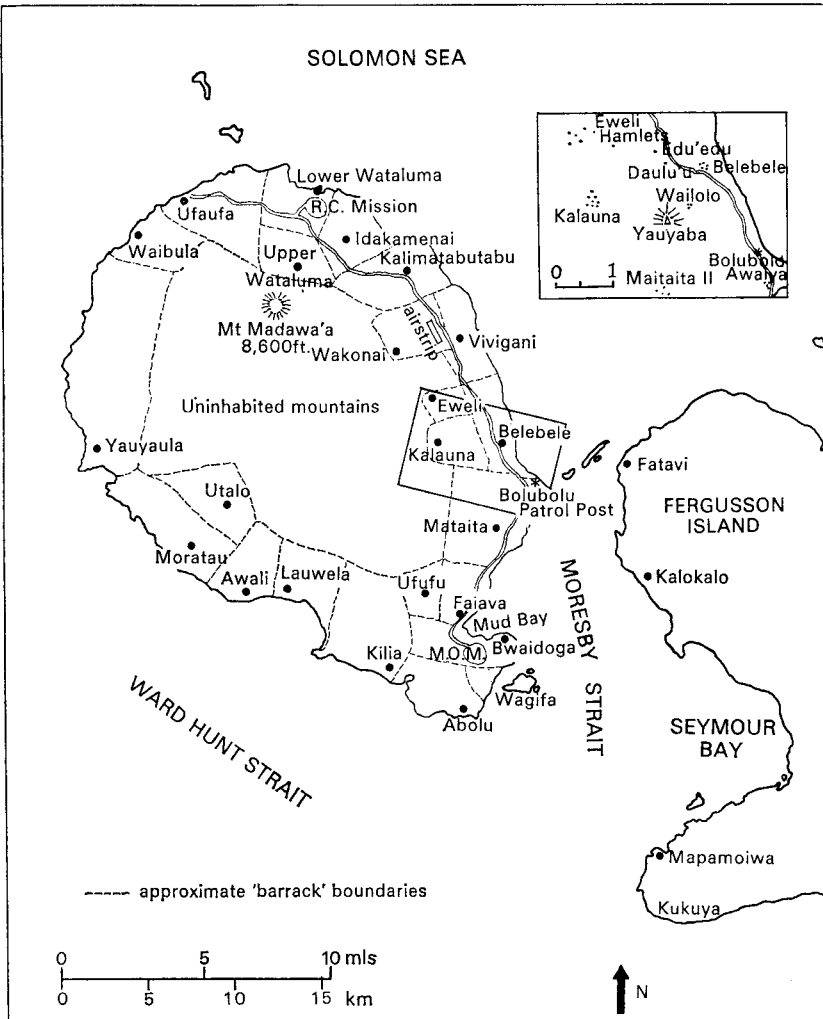 SOLOMON SEA
Eweli
Hamlets
Edu'edu
Daulu'u
Belebele
Wailolo
Kalauna
Yauyaba
Bolubolu
Maitaita II
Awaiya
0 1
Lower Wataluma
R.C. Mission
Ufaufa
Waibula
Idakamenai
Upper
Wataluma
Kalimatabutabu
Mt Madawa'a
8,600ft.
airstrip
Vivigani
Wakonai
Uninhabited mountains
Eweli
Belebele
Kalauna
Yauyaula
Bolubolu
Patrol Post
Fatavi
FERGUSSON
ISLAND
Utalo
Mataita
Moratau
Awali
Lauwela
Ufufu
Kalokalo
Faiava
Mud Bay
MORESBY STRAIT
Kilia
M.O.M.
Bwaidoga
Wagifa
Abolu
WARD HUNT STRAIT
SEYMOUR
BAY
Mapamoiwa
Kukuya
approximate 'barrack' boundaries
0 5 10 mls
0 5 10 15 km
N